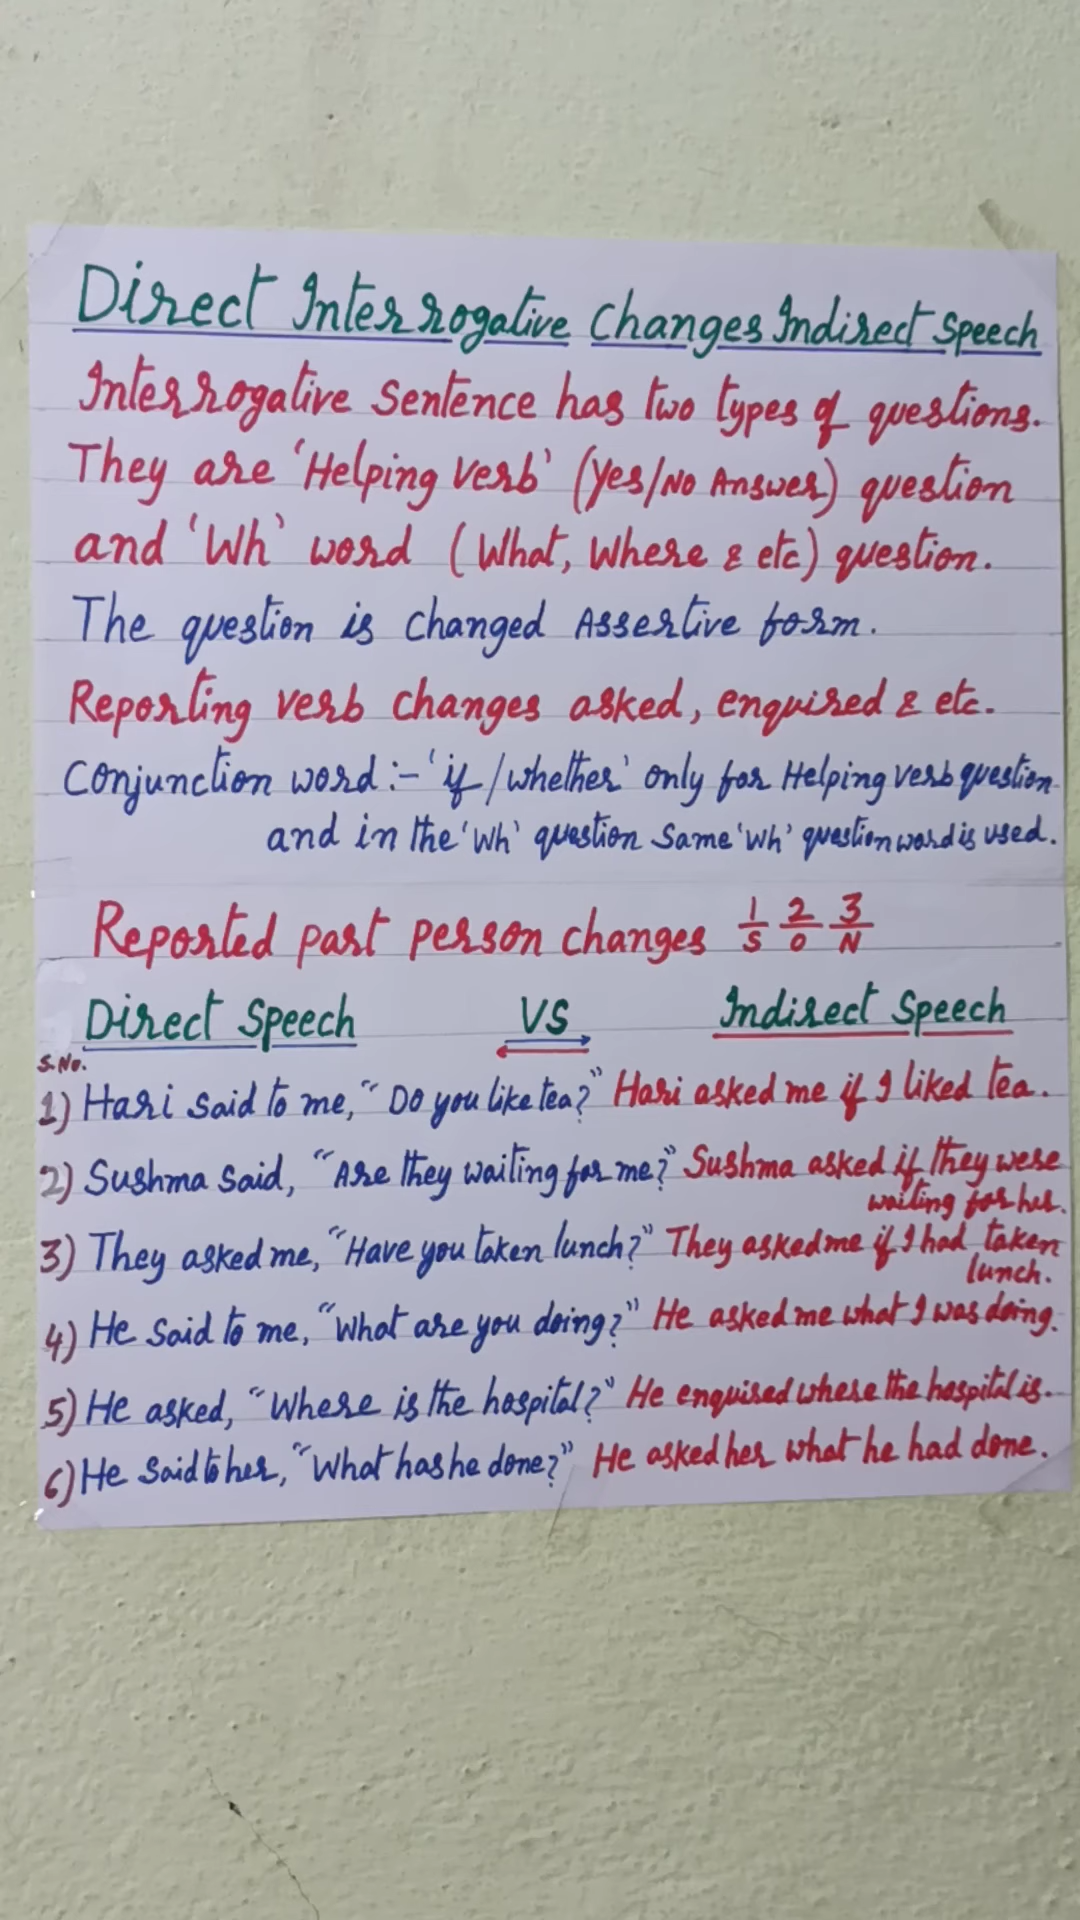 Direct Interrogative Changes Indirect Speech
Interrogative Sentence has two types of questions.
They are 'Helping verb' (Yes/No Answer) question
and 'Wh' word (What, Where & etc) question.
The question is changed Assertive form.
Reporting verb changes asked, enquired & etc.
Conjunction word :- 'if/whether' only for Helping verb question
and in the 'Wh' question same 'Wh' question word is used.
Reported part person changes 1/S 2/O 3/N
Direct Speech VS Indirect Speech
S.No.
1) Hari said to me, "Do you like tea?" Hari asked me if I liked tea.
2) Sushma said, "Are they waiting for me?" Sushma asked if they were
waiting for her.
3) They asked me, "Have you taken lunch?" They asked me if I had taken
lunch.
4) He said to me, "What are you doing?" He asked me what I was doing.
5) He asked, "Where is the hospital?" He enquired where the hospital is.
6) He said to her, "What has he done?" He asked her what he had done.